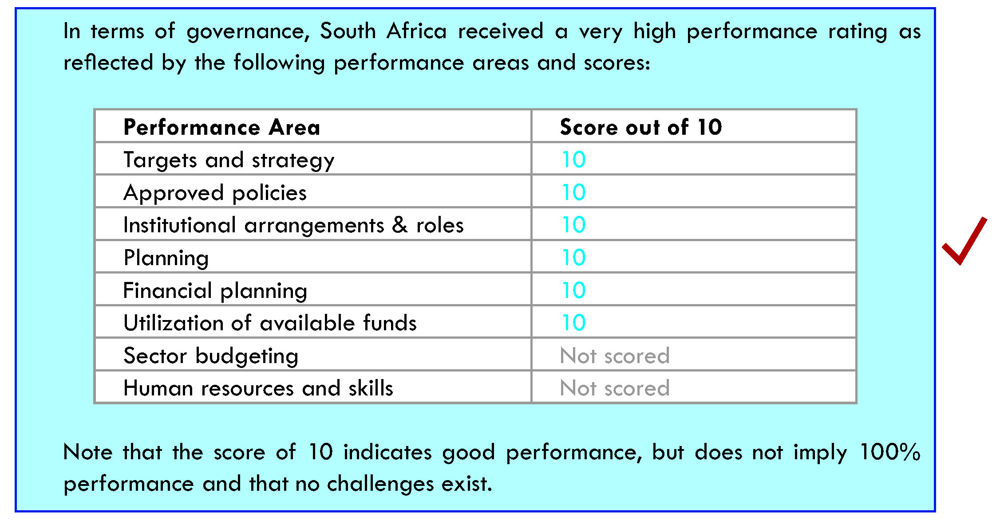 In terms of governance, South Africa received a very high performance rating as
reflected by the following performance areas and scores:
Performance Area Score out of 10
Targets and strategy 10
Approved policies 10
Institutional arrangements & roles 10
Planning 10
Financial planning 10
Utilization of available funds 10
Sector budgeting Not scored
Human resources and skills Not scored
Note that the score of 10 indicates good performance, but does not imply 100%
performance and that no challenges exist.